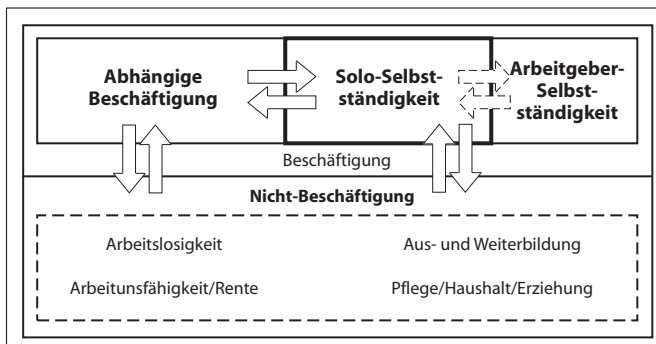 Abhängige
Beschäftigung
Solo-Selbst-
ständigkeit
Arbeitgeber-
Selbst-
ständigkeit
Beschäftigung
Nicht-Beschäftigung
Arbeitslosigkeit
Aus- und Weiterbildung
Arbeitunsfähigkeit/Rente
Pflege/Haushalt/Erziehung